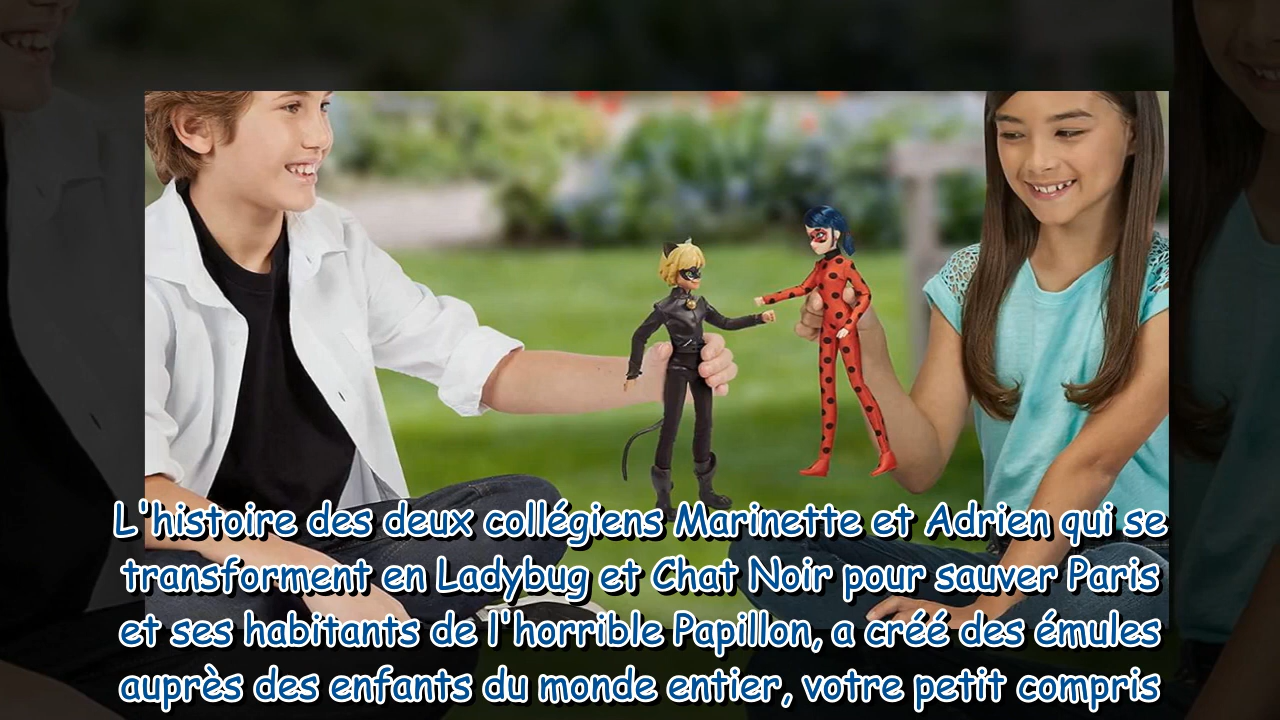 L'histoire des deux collégiens Marinette et Adrien qui se
transforment en Ladybug et Chat Noir pour sauver Paris
et ses habitants de l'horrible Papillon, a créé des émules
auprès des enfants du monde entier, votre petit compris